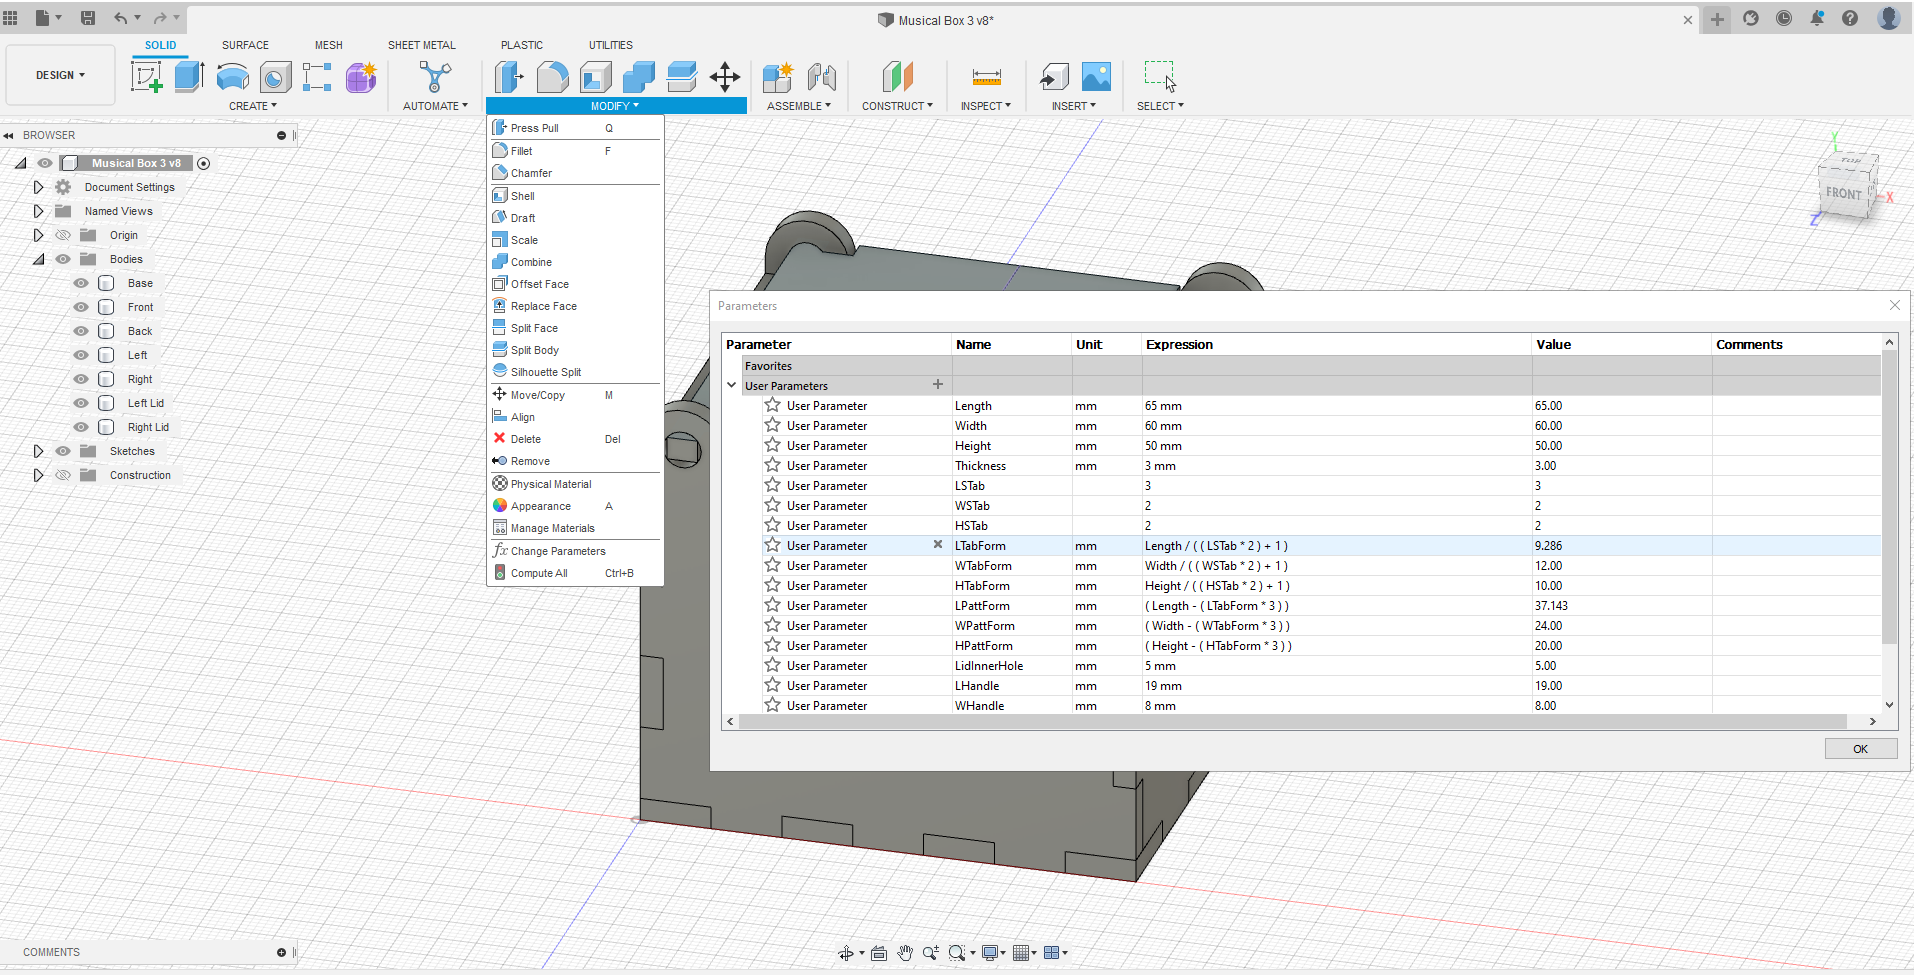 Musical Box 3 v8*
SOLID SURFACE MESH SHEET METAL PLASTIC UTILITIES
DESIGN
CREATE AUTOMATE MODIFY ASSEMBLE CONSTRUCT INSPECT INSERT SELECT
BROWSER
Musical Box 3 v8
Document Settings
Named Views
Origin
Bodies
Base
Front
Back
Left
Right
Left Lid
Right Lid
Sketches
Construction
Press Pull Q
Fillet F
Chamfer
Shell
Draft
Scale
Combine
Offset Face
Replace Face
Split Face
Split Body
Silhouette Split
Move/Copy M
Align
Delete Del
Remove
Physical Material
Appearance A
Manage Materials
Change Parameters
Compute All Ctrl+B
Y
TOP
FRONT
X
Z
Parameters
Parameter Name Unit Expression Value Comments
Favorites
User Parameters
User Parameter Length mm 65 mm 65.00
User Parameter Width mm 60 mm 60.00
User Parameter Height mm 50 mm 50.00
User Parameter Thickness mm 3 mm 3.00
User Parameter LSTab 3 3
User Parameter WSTab 2 2
User Parameter HSTab 2 2
User Parameter LTabForm mm Length / ( ( LSTab * 2 ) + 1 ) 9.286
User Parameter WTabForm mm Width / ( ( WSTab * 2 ) + 1 ) 12.00
User Parameter HTabForm mm Height / ( ( HSTab * 2 ) + 1 ) 10.00
User Parameter LPattForm mm ( Length - ( LTabForm * 3 ) ) 37.143
User Parameter WPattForm mm ( Width - ( WTabForm * 3 ) ) 24.00
User Parameter HPattForm mm ( Height - ( HTabForm * 3 ) ) 20.00
User Parameter LidInnerHole mm 5 mm 5.00
User Parameter LHandle mm 19 mm 19.00
User Parameter WHandle mm 8 mm 8.00
OK
COMMENTS